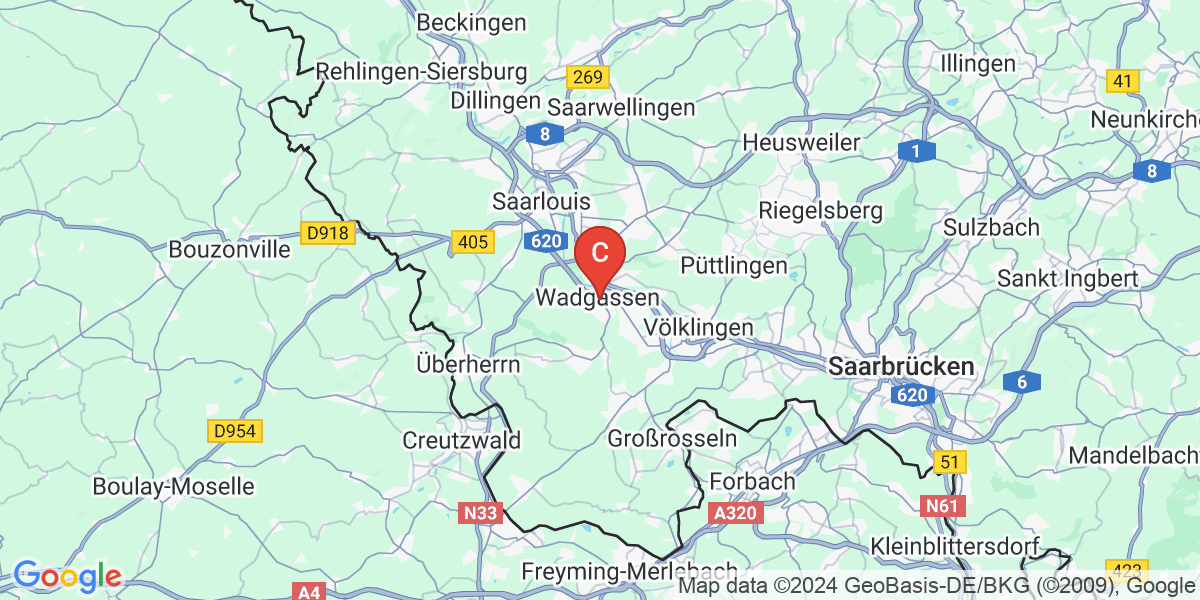 Beckingen
Illingen
Rehlingen-Siersburg
269
41
Dillingen
Saarwellingen
Neunkirche
8
Heusweiler
1
8
Saarlouis
Riegelsberg
D918
405
620
Sulzbach
Bouzonville
C
Püttlingen
Sankt Ingbert
Wadgassen
Völklingen
Überherrn
Saarbrücken
6
620
D954
Creutzwald
Großrosseln
51
Mandelbacht
Boulay-Moselle
Forbach
N33
A320
N61
Kleinblittersdorf
Google
Freyming-Merlebach
423
A4
Map data ©2024 GeoBasis-DE/BKG (©2009), Google